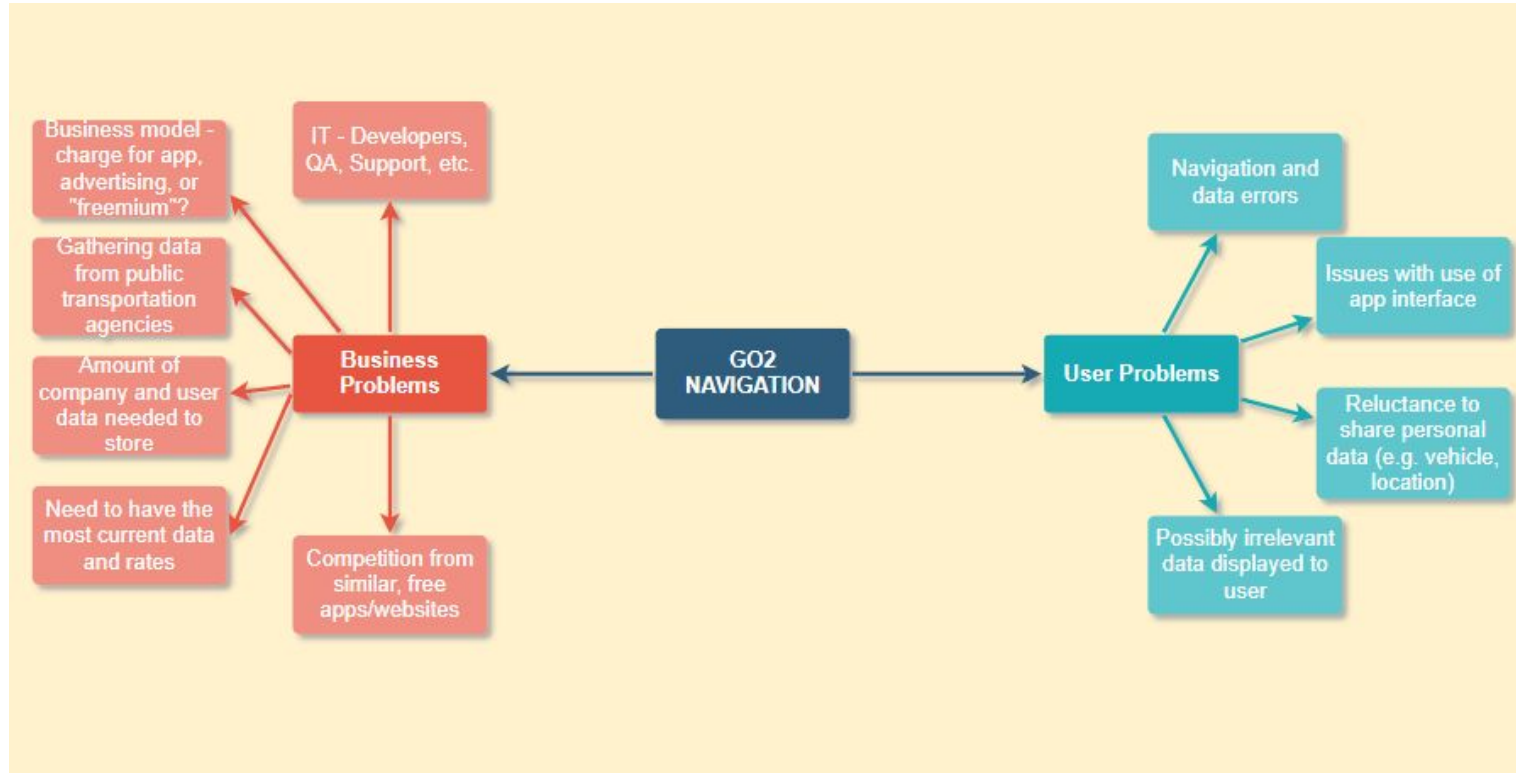 Business model -
charge for app,
advertising, or
"freemium"?
IT - Developers,
QA, Support, etc.
Gathering data
from public
transportation
agencies
Amount of
company and user
data needed to
store
Need to have the
most current data
and rates
Business
Problems
Competition from
similar, free
apps/websites
GO2
NAVIGATION
User Problems
Navigation and
data errors
Issues with use of
app interface
Reluctance to
share personal
data (e.g. vehicle,
location)
Possibly irrelevant
data displayed to
user